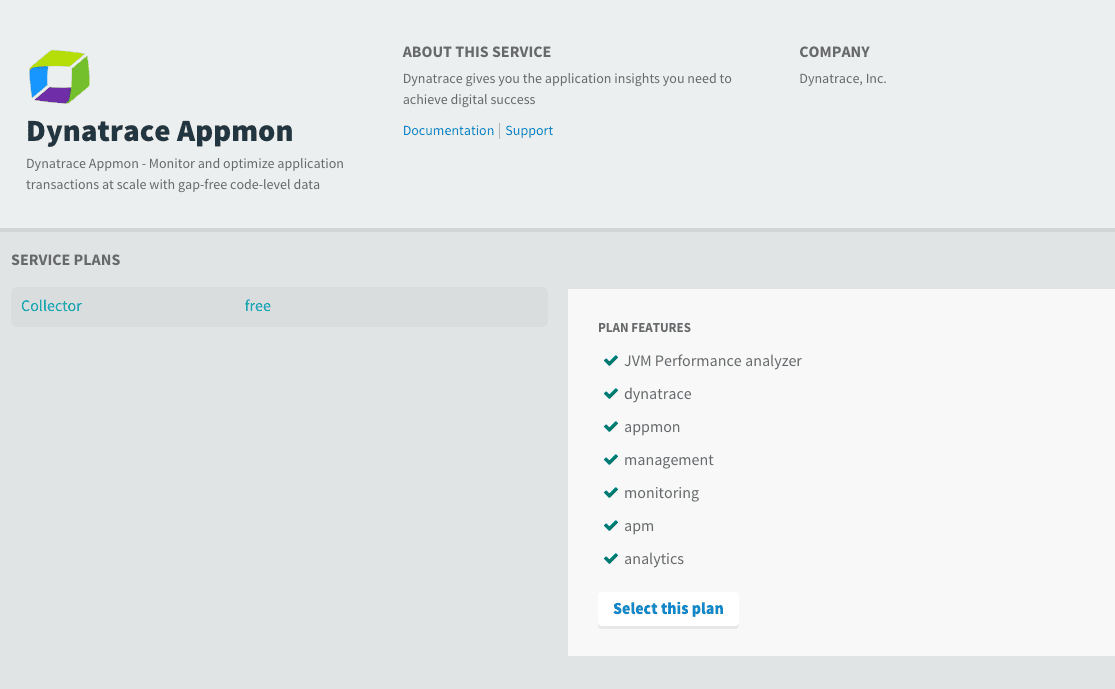 Dynatrace Appmon
Dynatrace Appmon - Monitor and optimize application
transactions at scale with gap-free code-level data
ABOUT THIS SERVICE
Dynatrace gives you the application insights you need to
achieve digital success
Documentation | Support
COMPANY
Dynatrace, Inc.
SERVICE PLANS
Collector free
PLAN FEATURES
JVM Performance analyzer
dynatrace
appmon
management
monitoring
apm
analytics
Select this plan